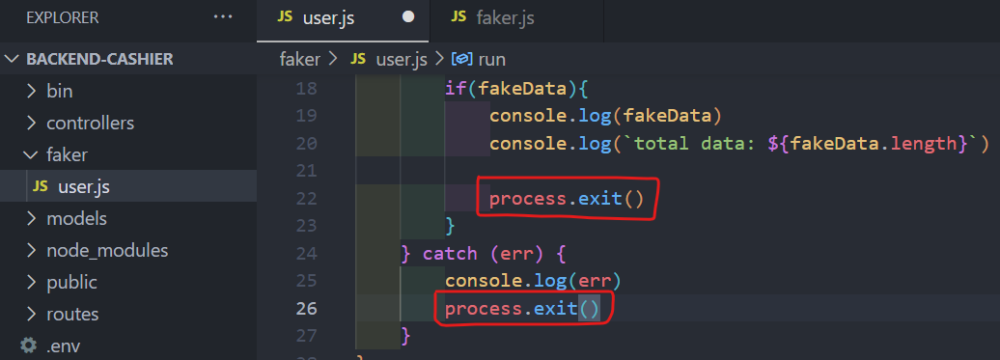 EXPLORER ...
JS user.js ●
JS faker.js
BACKEND-CASHIER
bin
controllers
faker
JS user.js
models
node_modules
public
routes
.env
faker > JS user.js > run
18 if(fakeData){
19 console.log(fakeData)
20 console.log(`total data: ${fakeData.length}`)
21
22 process.exit()
23 }
24 } catch (err) {
25 console.log(err)
26 process.exit()
27 }